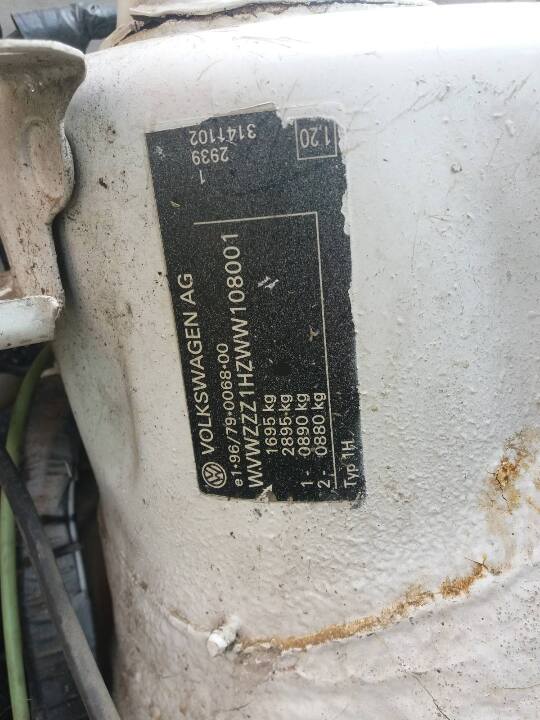 VOLKSWAGEN AG
e1*96/79*0068*00
WVWZZZ1HZWW108001
1695 kg
2895 kg
1- 0890 kg
2. 0880 kg
Typ 1H
1 2939
3141102
1.20